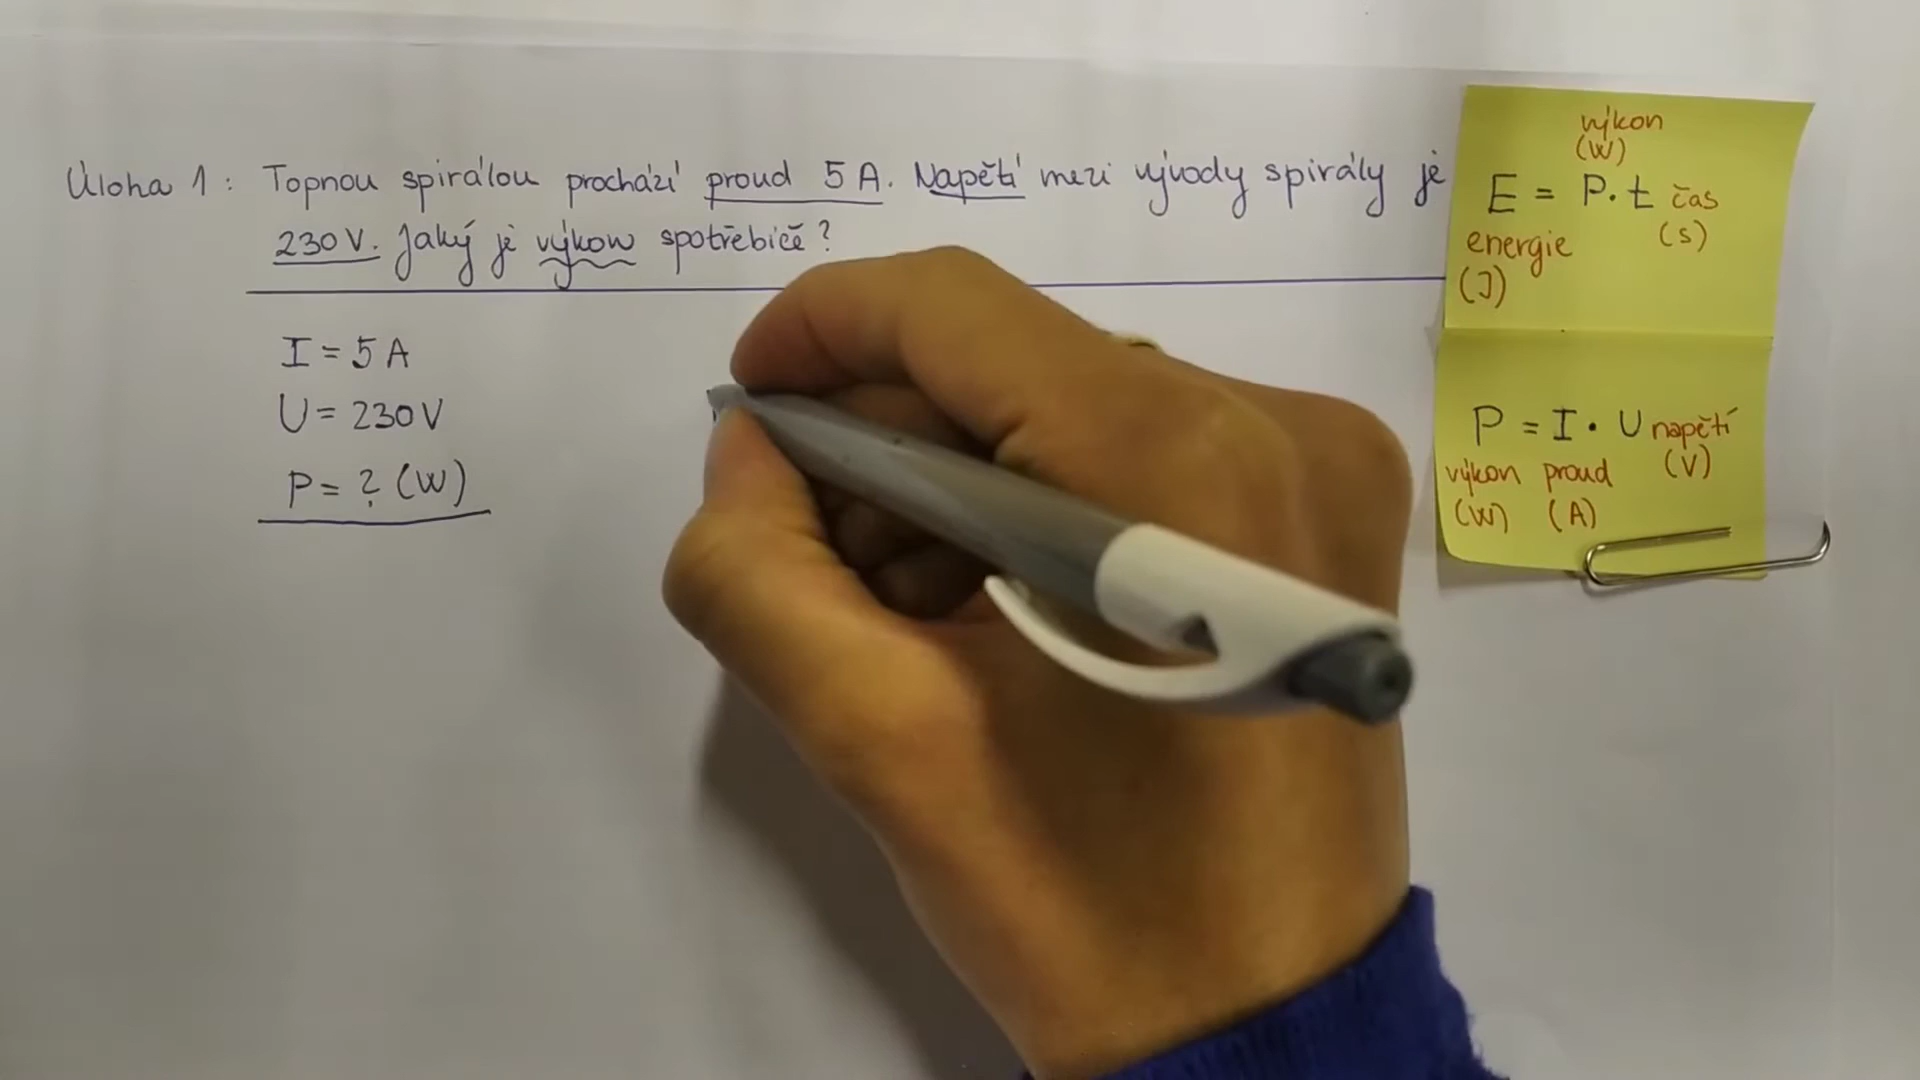 Úloha 1: Topnou spirálou prochází proud 5 A. Napětí mezi vývody spirály je
230 V. Jaký je výkon spotřebiče?
I = 5 A
U = 230 V
P = ? (W)
výkon
(W)
E = P · t čas
energie (s)
(J)
P = I · U napětí
výkon proud (V)
(W) (A)